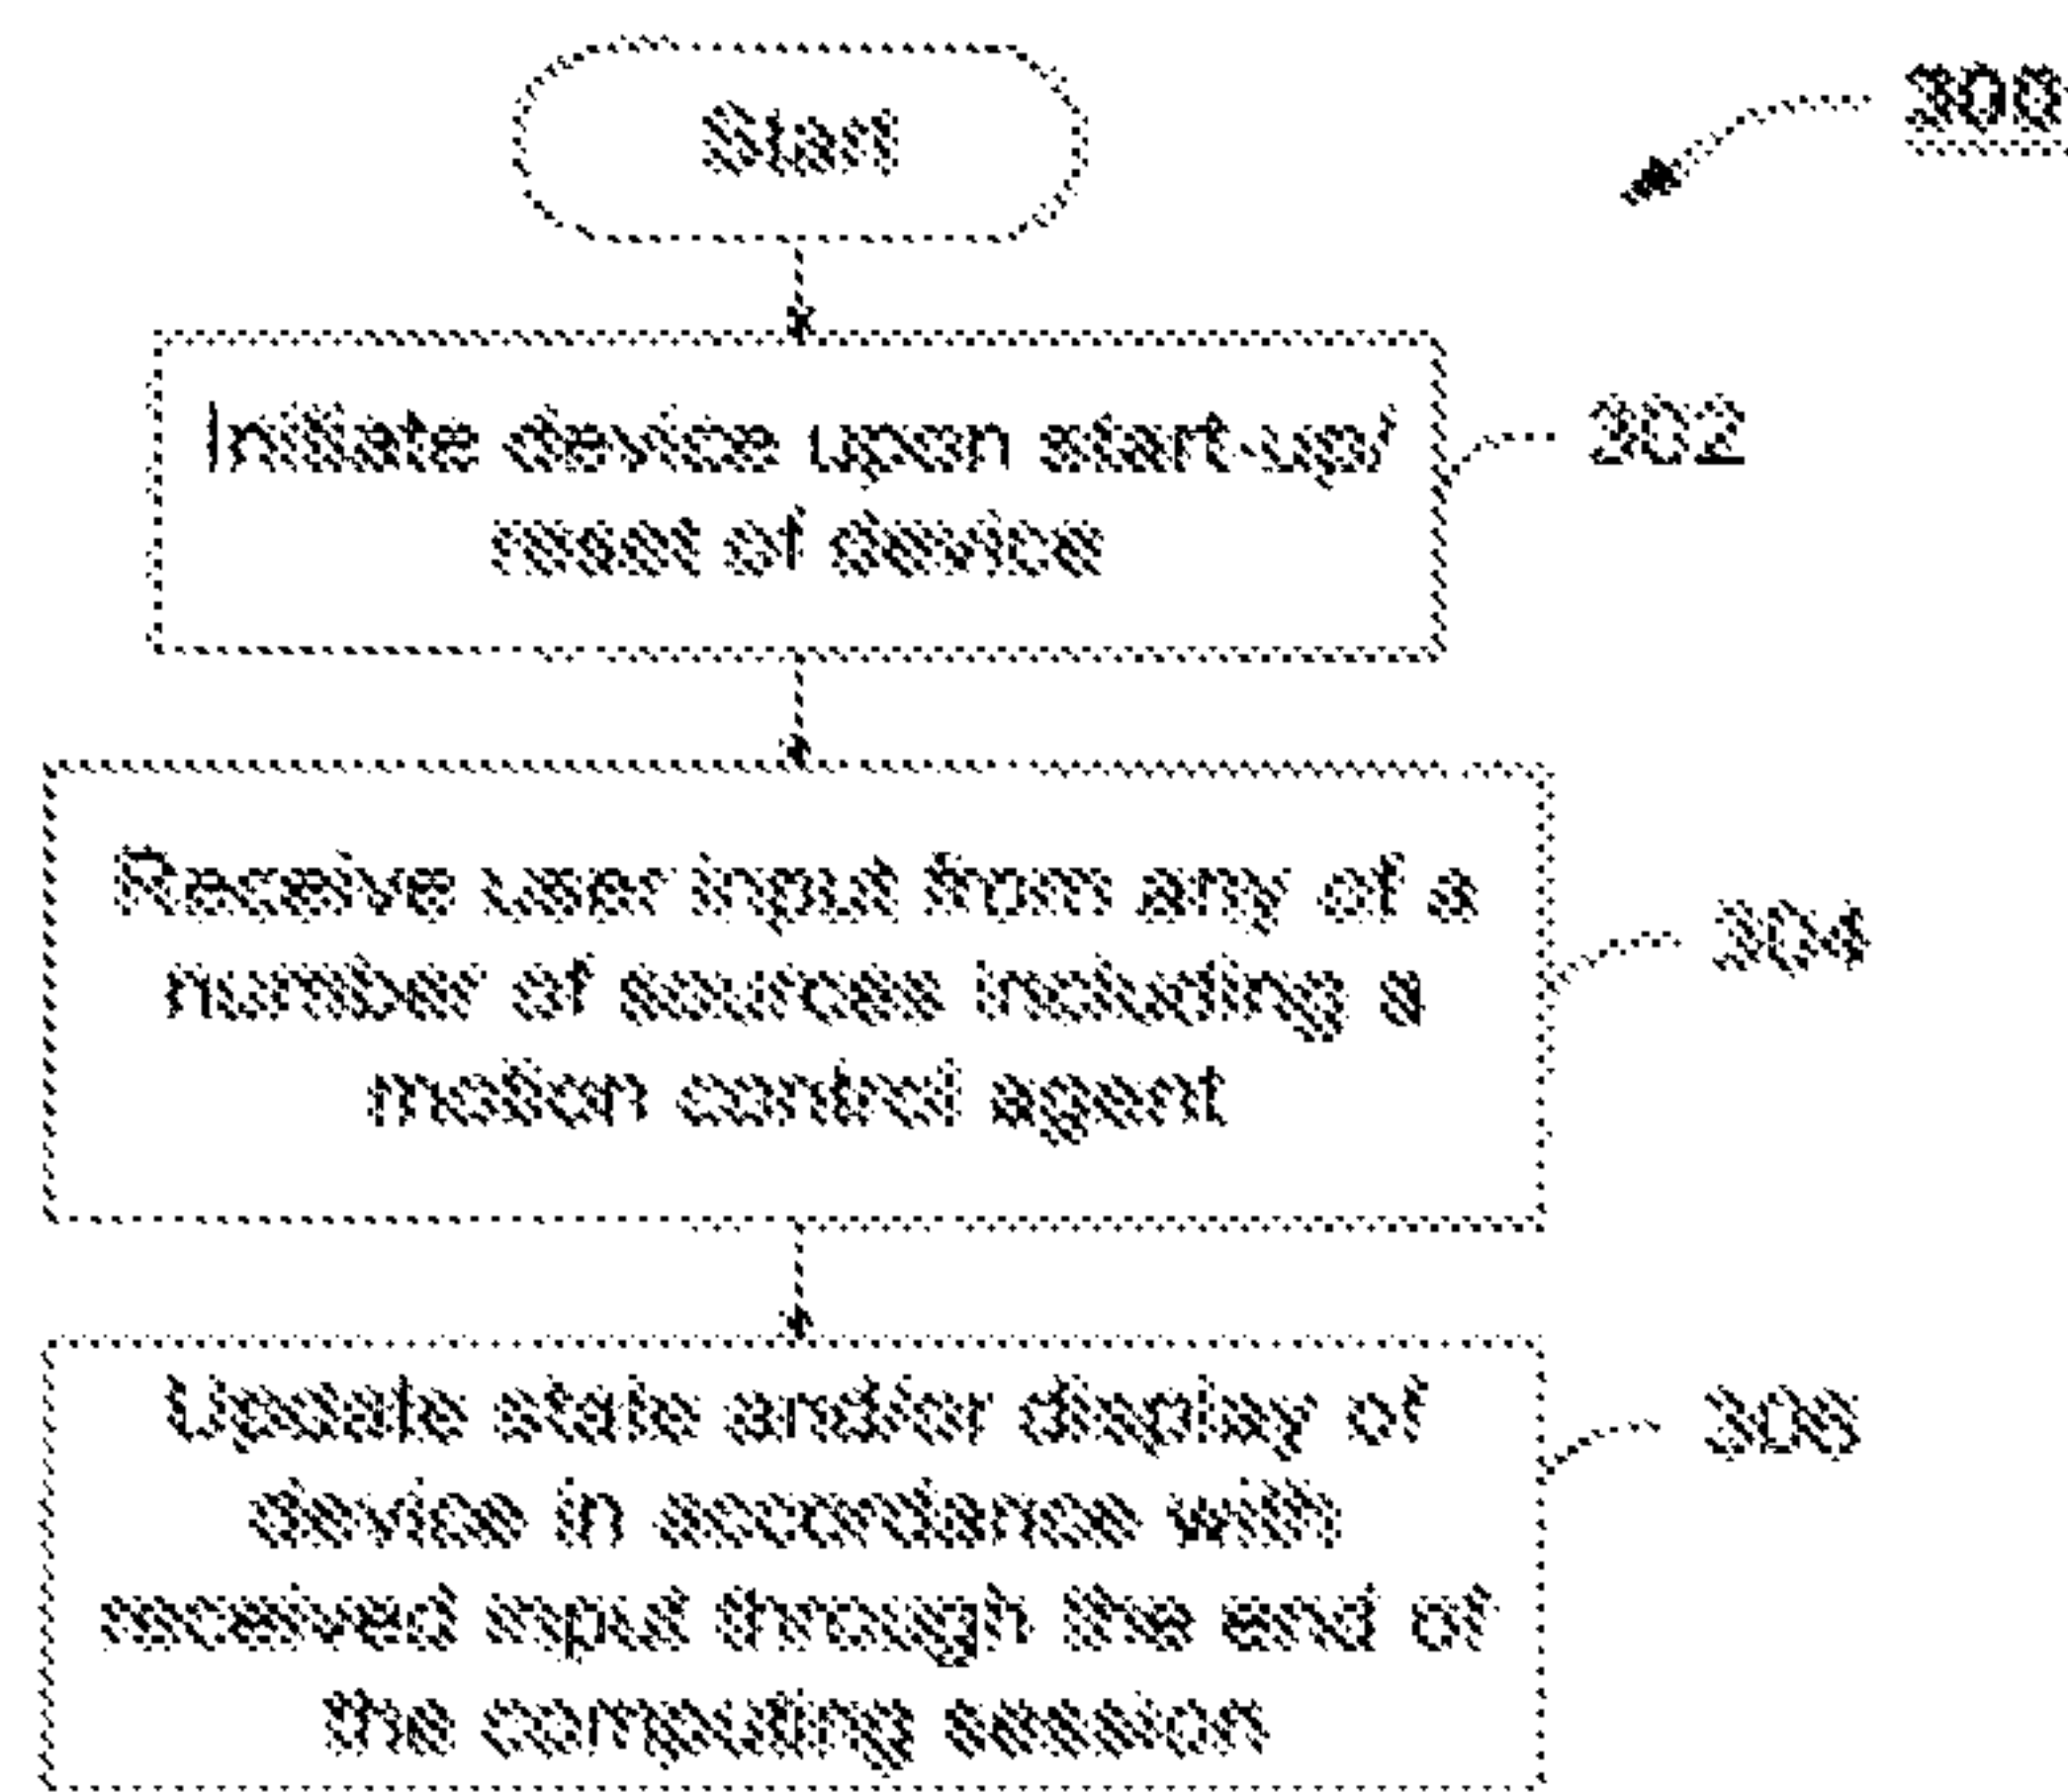 Start
300
Initiate device upon start-up/
reset of device
302
Receive user input from any of a
number of sources including a
motion control agent
304
Update state and/or display of
device in accordance with
received input through the end of
the computing session